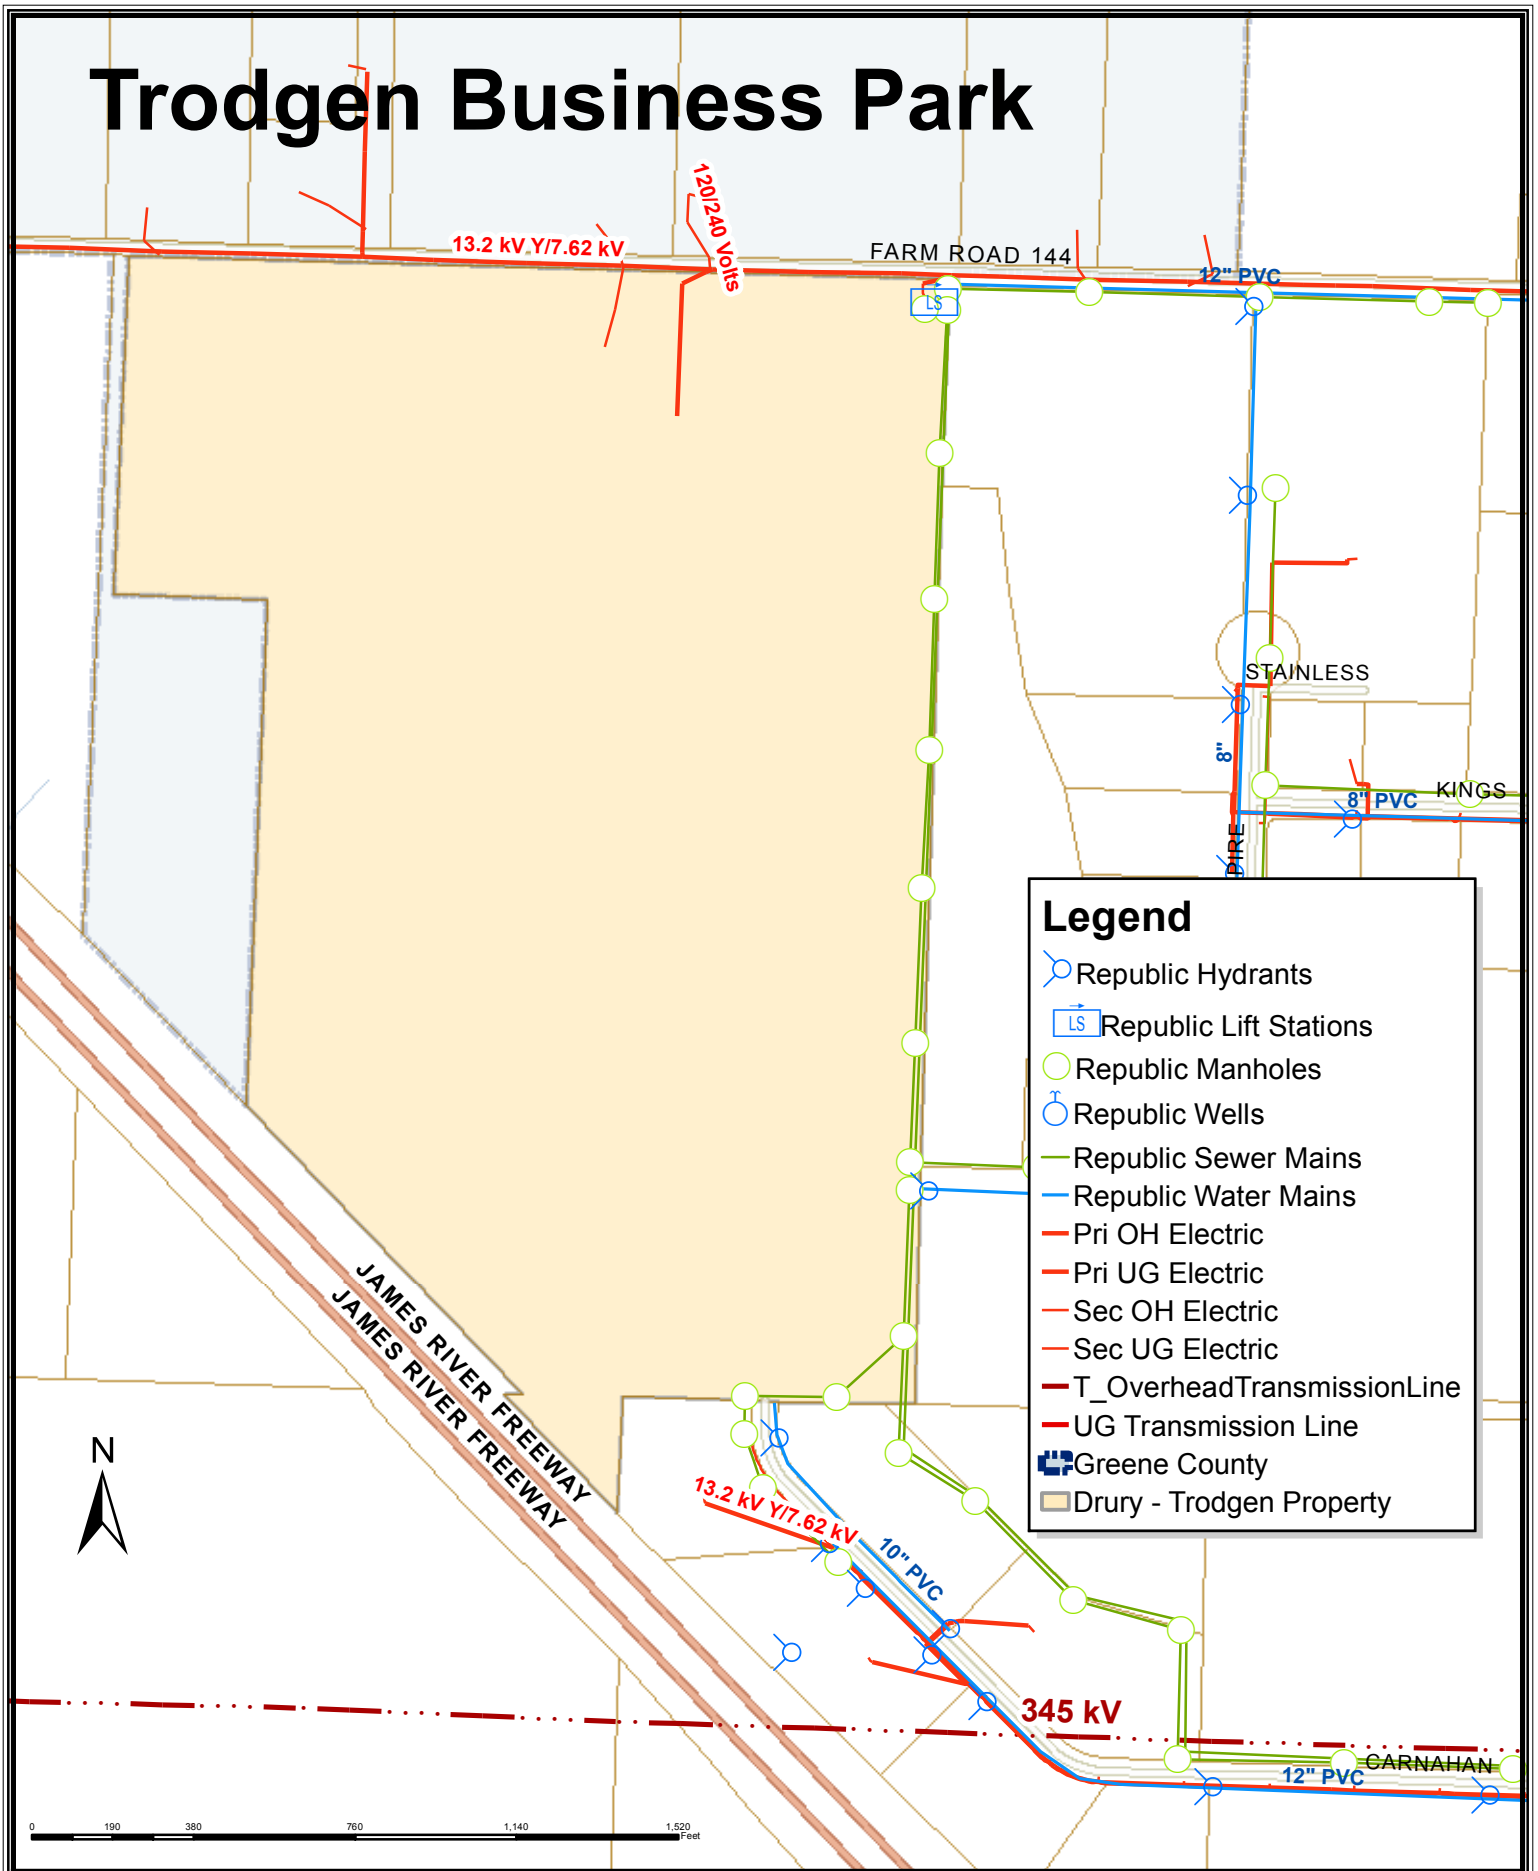 Trodgen Business Park
120/240 Volts
13.2 kV Y/7.62 kV
FARM ROAD 144
12" PVC
LS
STAINLESS
8"
8" PVC
KINGS
PIRE
Legend
Republic Hydrants
LS Republic Lift Stations
Republic Manholes
Republic Wells
Republic Sewer Mains
Republic Water Mains
Pri OH Electric
Pri UG Electric
Sec OH Electric
Sec UG Electric
T_OverheadTransmissionLine
UG Transmission Line
Greene County
Drury - Trodgen Property
JAMES RIVER FREEWAY
JAMES RIVER FREEWAY
N
13.2 kV Y/7.62 kV
10" PVC
345 kV
CARNAHAN
12" PVC
0 190 380 760 1,140 1,520
Feet